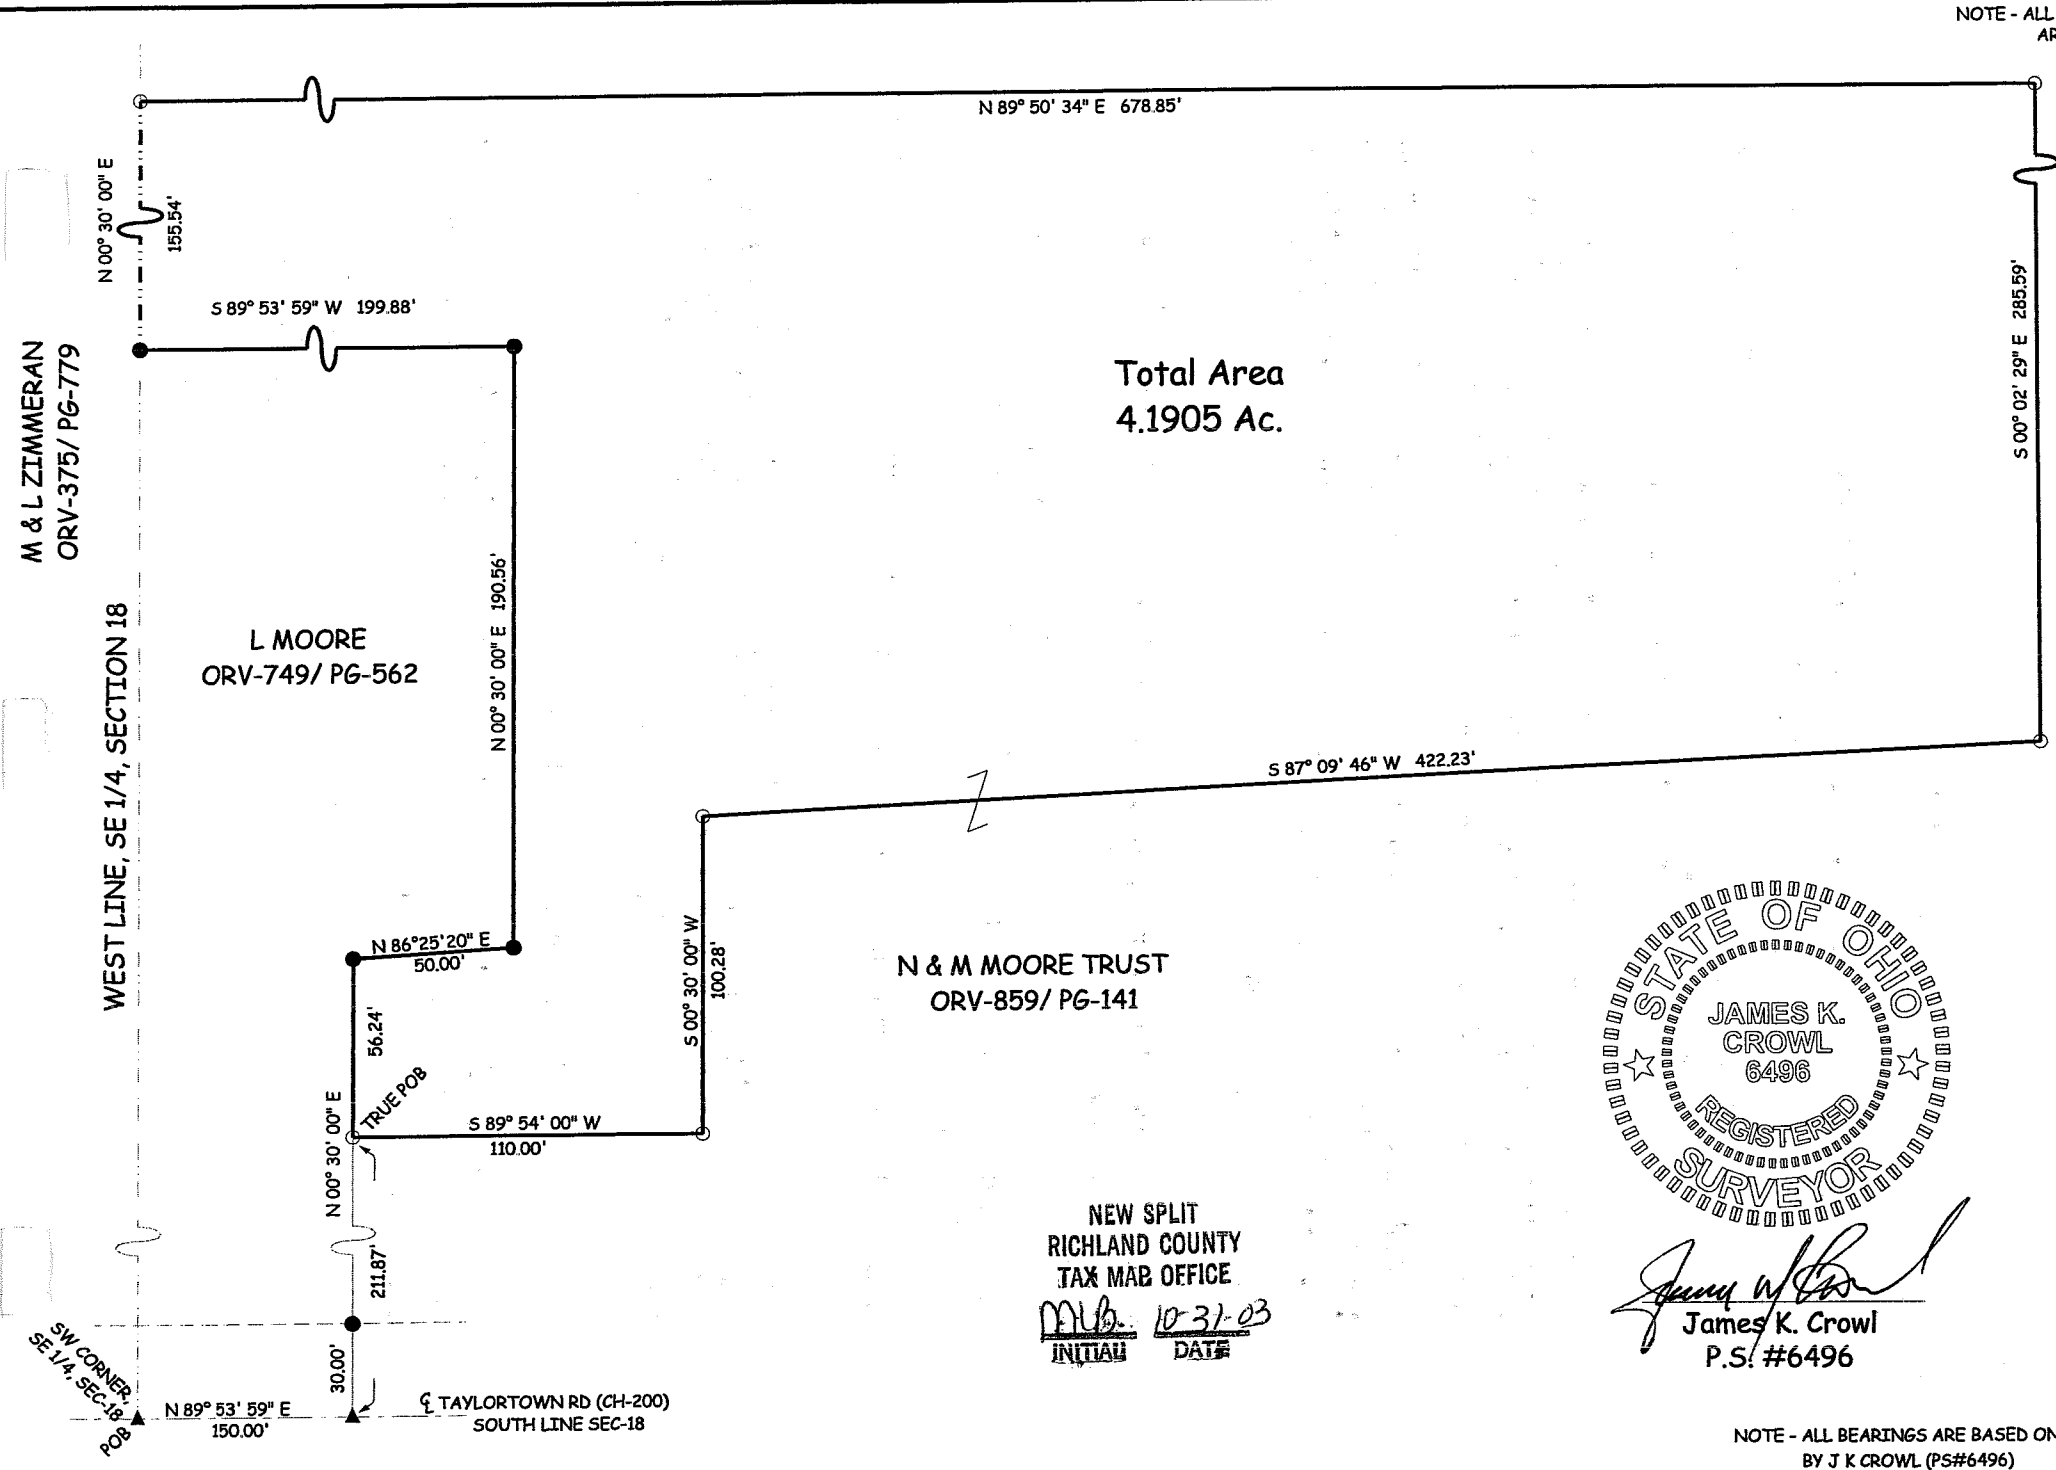 NOTE - ALL
AR
N 89° 50' 34" E 678.85'
N 00° 30' 00" E
155.54'
S 89° 53' 59" W 199.88'
M & L ZIMMERAN
ORV-375/ PG-779
Total Area
4.1905 Ac.
S 00° 02' 29" E 285.59'
N 00° 30' 00" E 190.56'
L MOORE
ORV-749/ PG-562
WEST LINE, SE 1/4, SECTION 18
S 87° 09' 46" W 422.23'
N 86°25'20" E
50.00'
S 00° 30' 00" W
100.28'
N & M MOORE TRUST
ORV-859/ PG-141
56.24'
TRUE POB
N 00° 30' 00" E
S 89° 54' 00" W
110.00'
STATE OF OHIO
JAMES K.
CROWL
6496
REGISTERED
SURVEYOR
NEW SPLIT
RICHLAND COUNTY
TAX MAP OFFICE
10-31-03
INITIAL DATE
211.87'
30.00'
James K. Crowl
P.S. #6496
SW CORNER,
SE 1/4, SEC-18
POB
N 89° 53' 59" E
150.00'
℄ TAYLORTOWN RD (CH-200)
SOUTH LINE SEC-18
NOTE - ALL BEARINGS ARE BASED ON
BY J K CROWL (PS#6496)